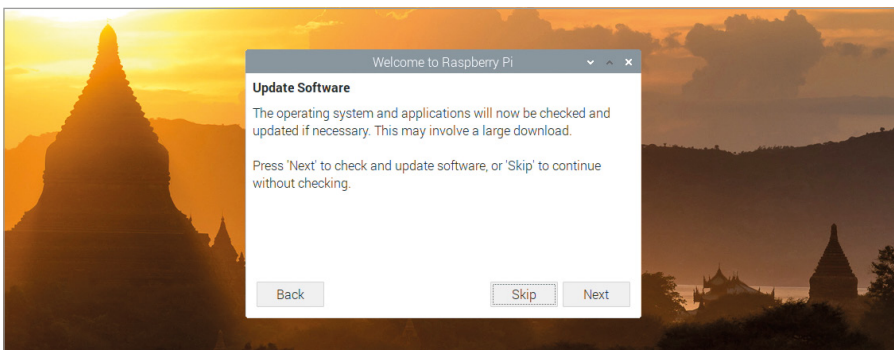 Welcome to Raspberry Pi
Update Software
The operating system and applications will now be checked and
updated if necessary. This may involve a large download.
Press 'Next' to check and update software, or 'Skip' to continue
without checking.
Back
Skip
Next